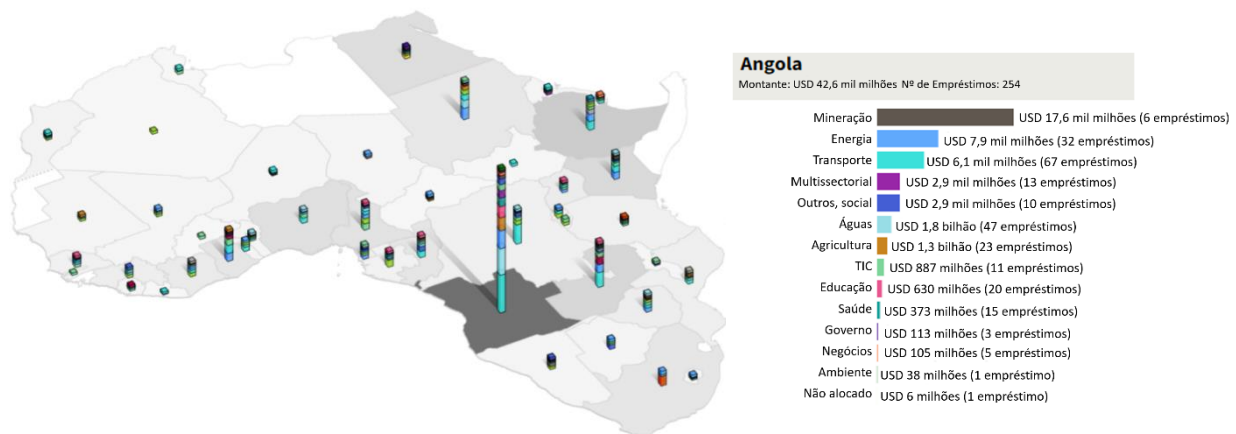 Angola
Montante: USD 42,6 mil milhões Nº de Empréstimos: 254
Mineração USD 17,6 mil milhões (6 empréstimos)
Energia USD 7,9 mil milhões (32 empréstimos)
Transporte USD 6,1 mil milhões (67 empréstimos)
Multissectorial USD 2,9 mil milhões (13 empréstimos)
Outros, social USD 2,9 mil milhões (10 empréstimos)
Águas USD 1,8 bilhão (47 empréstimos)
Agricultura USD 1,3 bilhão (23 empréstimos)
TIC USD 887 milhões (11 empréstimos)
Educação USD 630 milhões (20 empréstimos)
Saúde USD 373 milhões (15 empréstimos)
Governo USD 113 milhões (3 empréstimos)
Negócios USD 105 milhões (5 empréstimos)
Ambiente USD 38 milhões (1 empréstimo)
Não alocado USD 6 milhões (1 empréstimo)